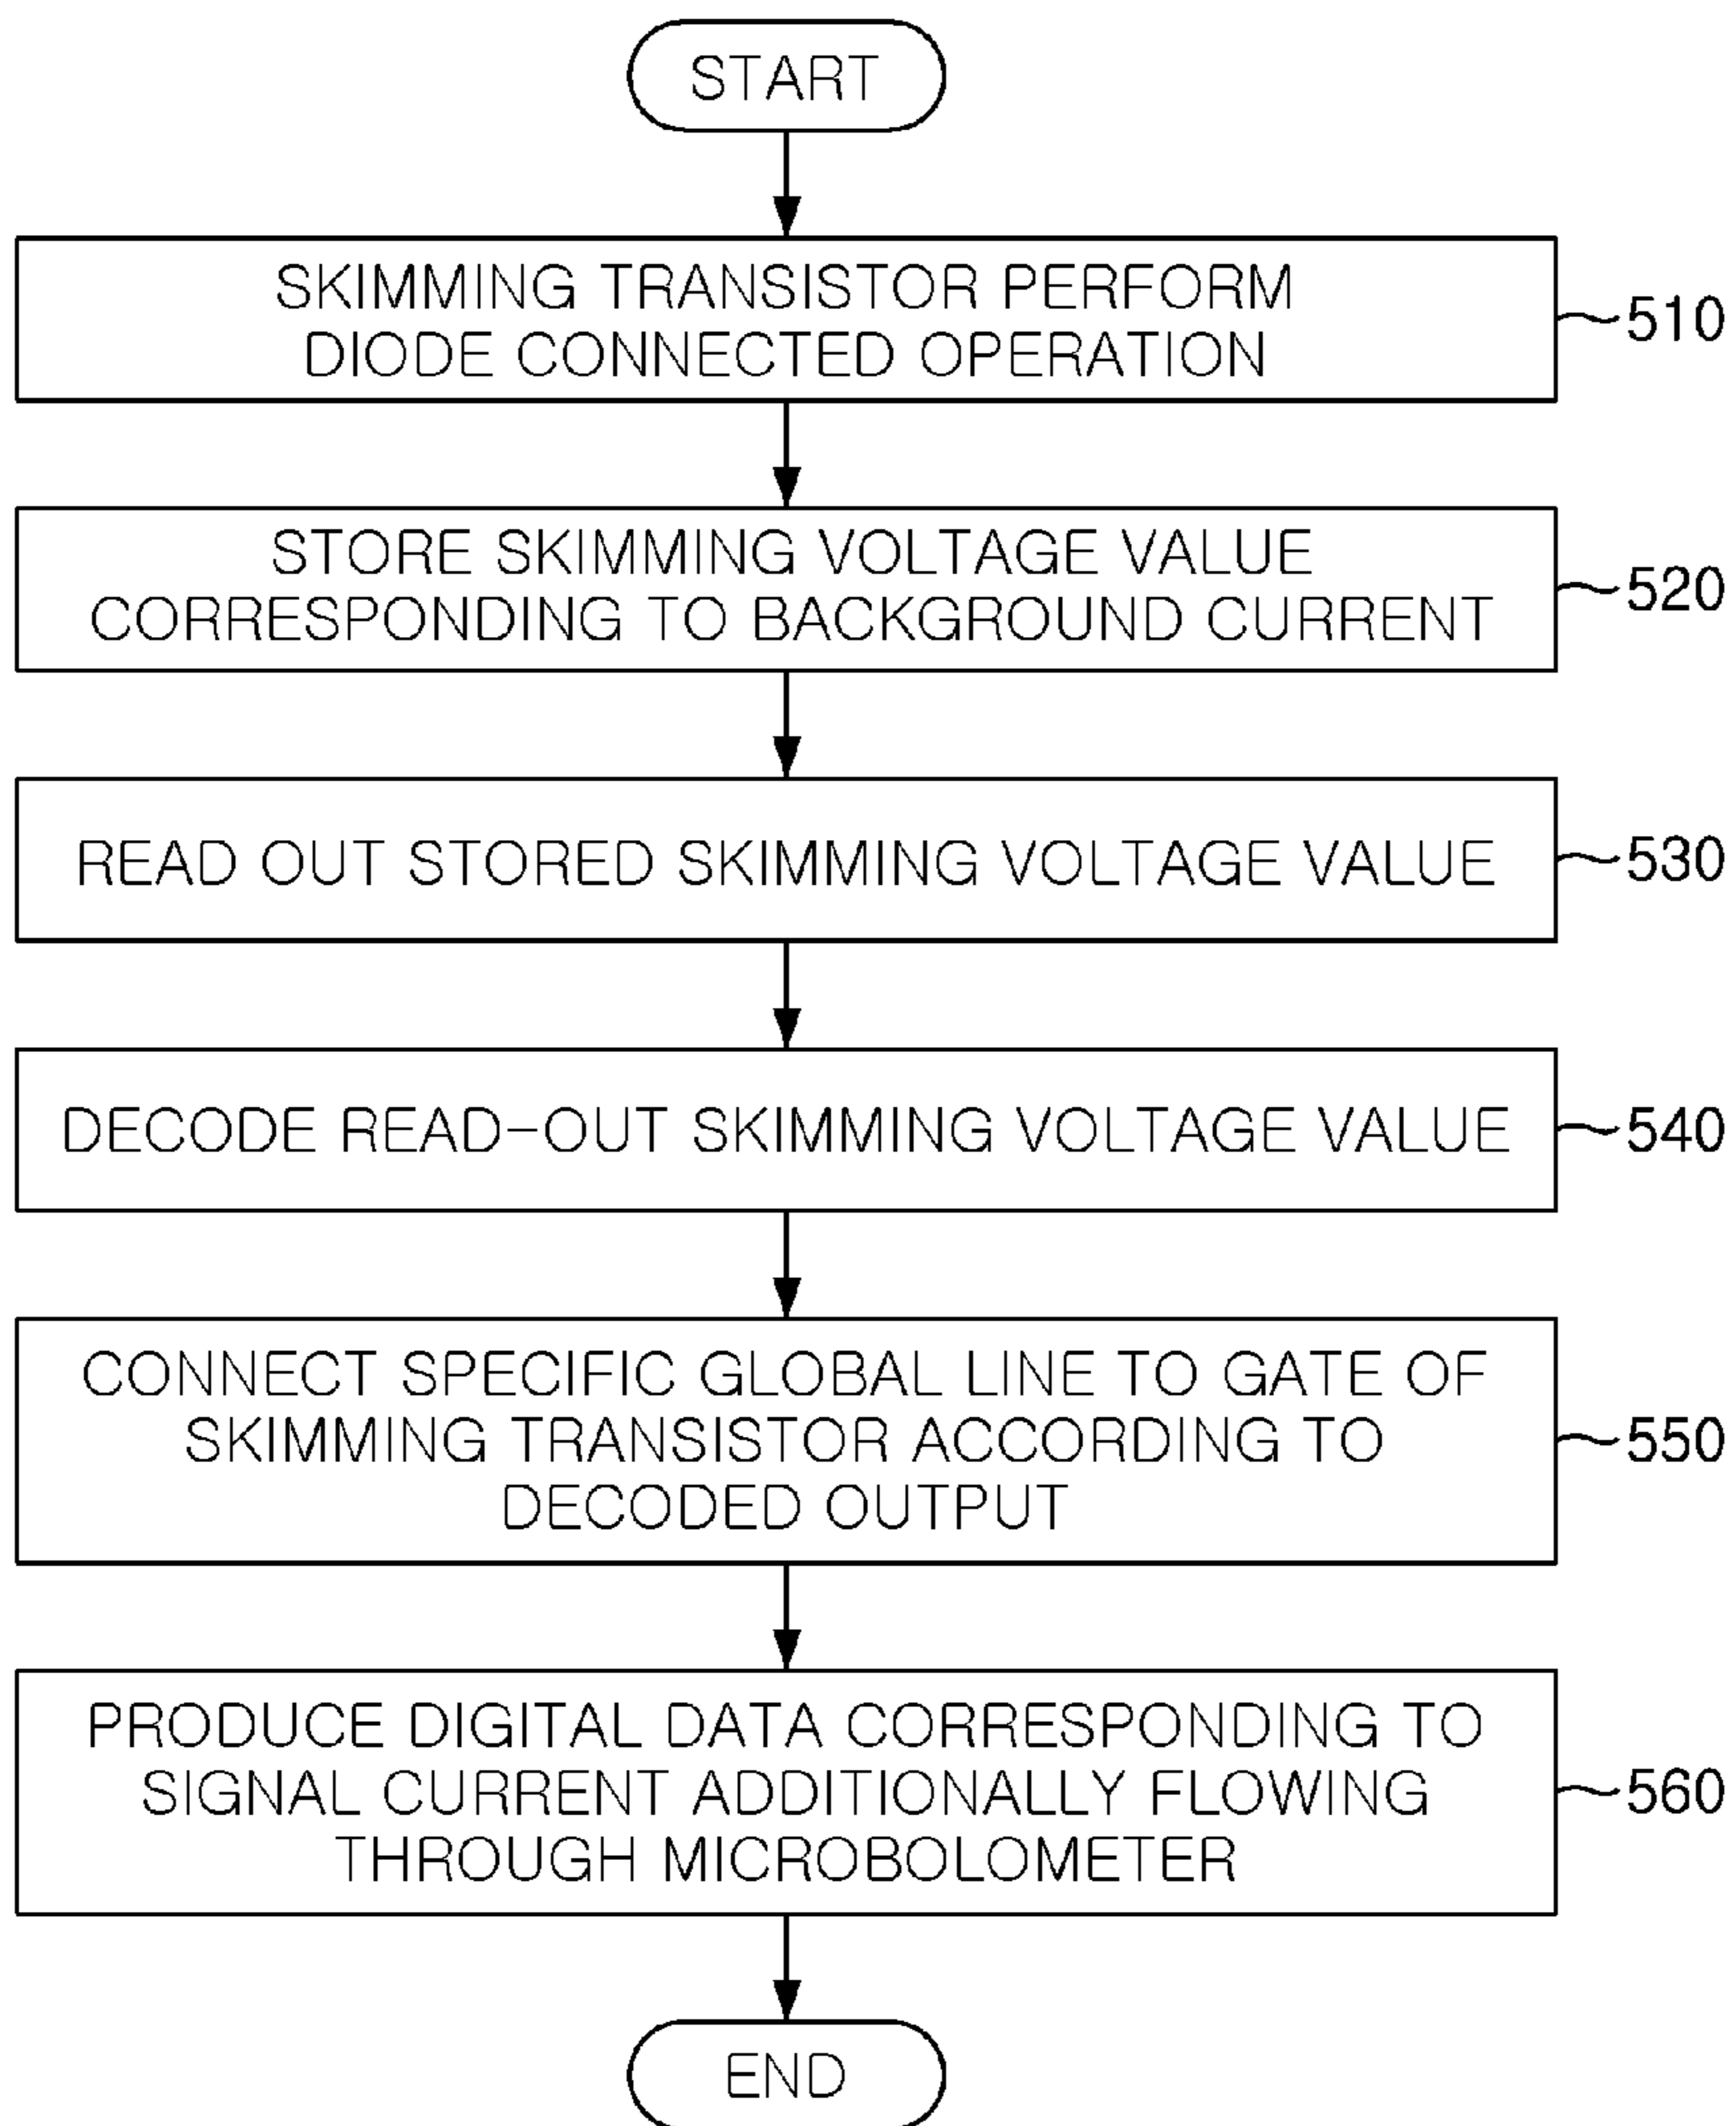 START
SKIMMING TRANSISTOR PERFORM
DIODE CONNECTED OPERATION
510
STORE SKIMMING VOLTAGE VALUE
CORRESPONDING TO BACKGROUND CURRENT
520
READ OUT STORED SKIMMING VOLTAGE VALUE
530
DECODE READ-OUT SKIMMING VOLTAGE VALUE
540
CONNECT SPECIFIC GLOBAL LINE TO GATE OF
SKIMMING TRANSISTOR ACCORDING TO
DECODED OUTPUT
550
PRODUCE DIGITAL DATA CORRESPONDING TO
SIGNAL CURRENT ADDITIONALLY FLOWING
THROUGH MICROBOLOMETER
560
END